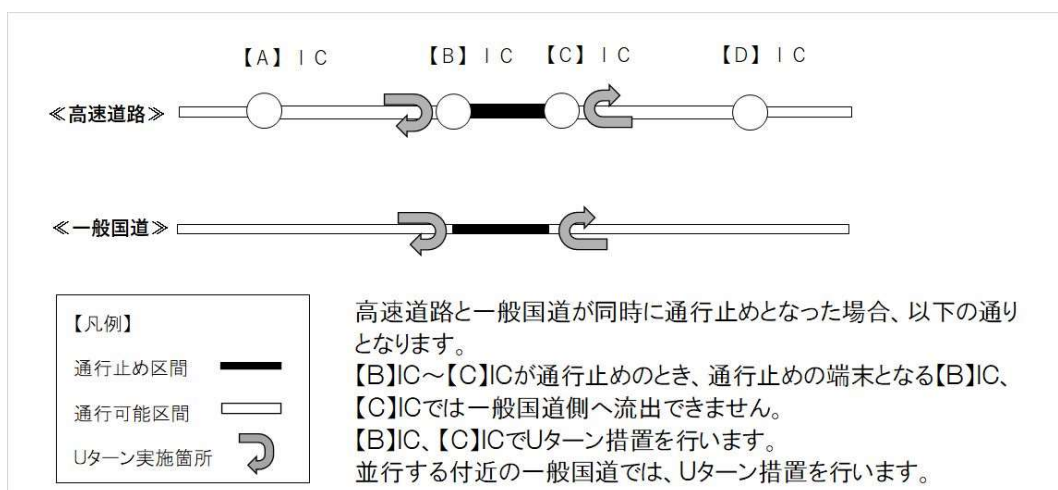 【A】ＩＣ 【B】ＩＣ 【C】ＩＣ 【D】ＩＣ
≪高速道路≫
≪一般国道≫
【凡例】
通行止め区間
通行可能区間
Uターン実施箇所
高速道路と一般国道が同時に通行止めとなった場合、以下の通り
となります。
【B】IC～【C】ICが通行止めのとき、通行止めの端末となる【B】IC、
【C】ICでは一般国道側へ流出できません。
【B】IC、【C】ICでUターン措置を行います。
並行する付近の一般国道では、Uターン措置を行います。